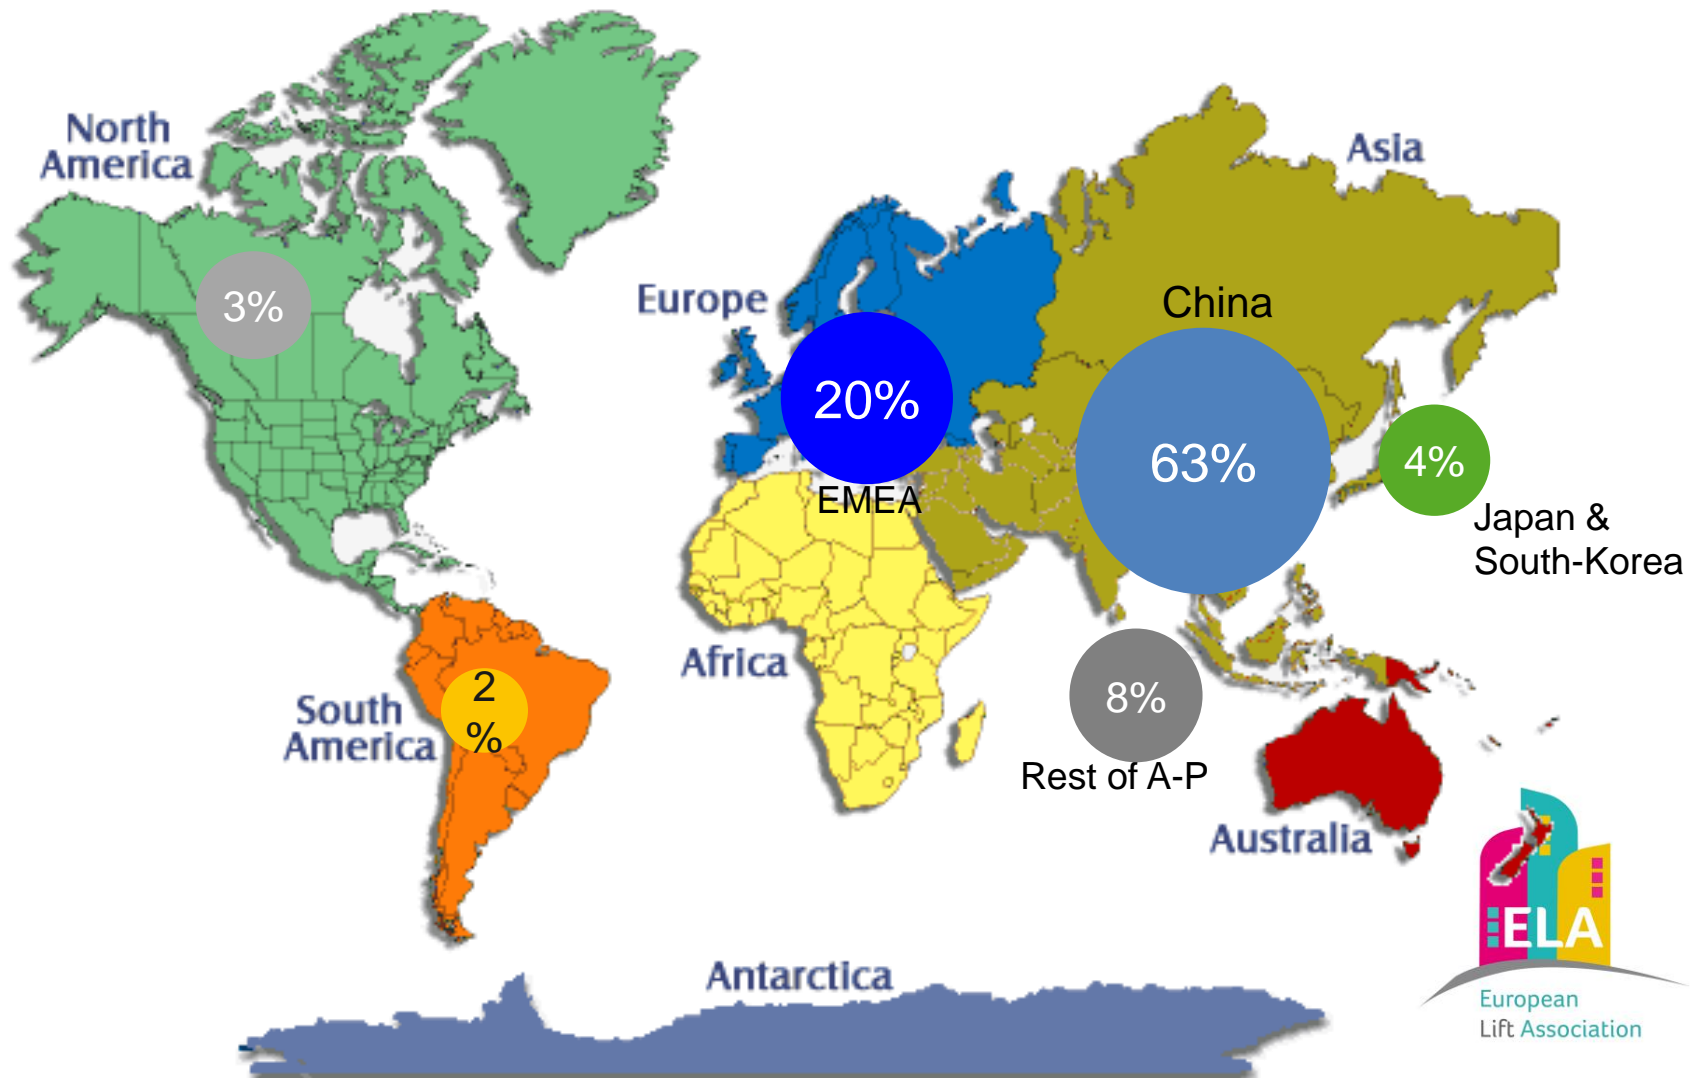 North
America
Asia
3%
Europe
China
20%
EMEA
63%
4%
Japan &
South-Korea
Africa
2
%
South
America
8%
Rest of A-P
Australia
ELA
European
Lift Association
Antarctica